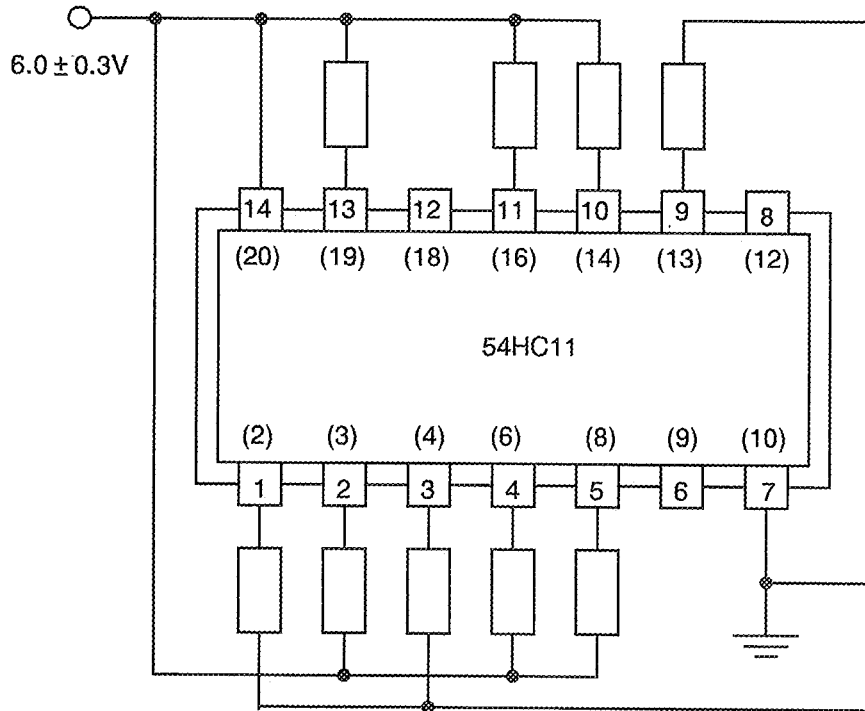 6.0 ± 0.3V
14 13 12 11 10 9 8
(20) (19) (18) (16) (14) (13) (12)
54HC11
(2) (3) (4) (6) (8) (9) (10)
1 2 3 4 5 6 7